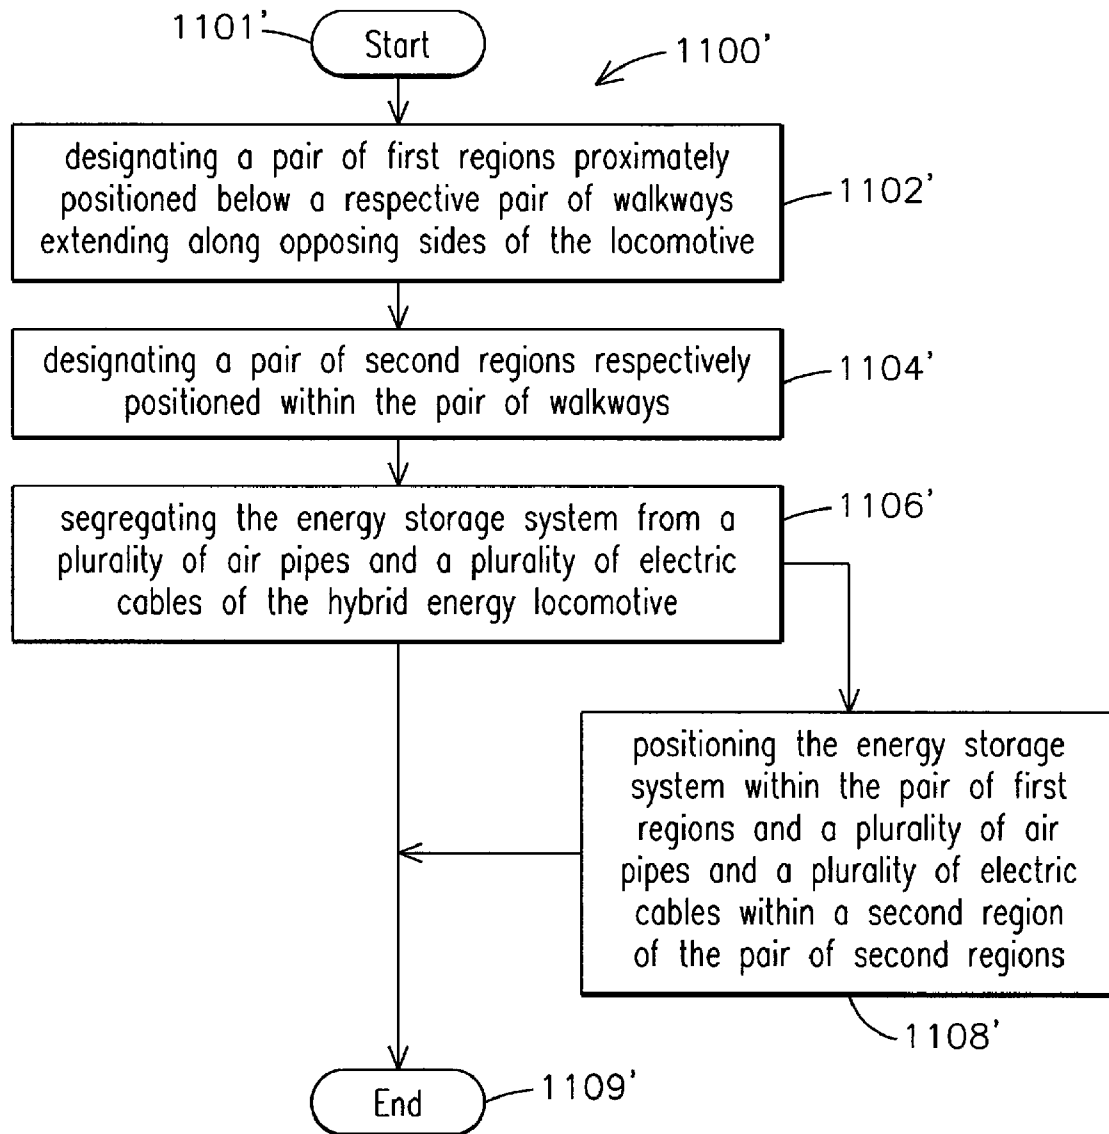 1101'
Start
1100'
designating a pair of first regions proximately
positioned below a respective pair of walkways
extending along opposing sides of the locomotive
1102'
designating a pair of second regions respectively
positioned within the pair of walkways
1104'
segregating the energy storage system from a
plurality of air pipes and a plurality of electric
cables of the hybrid energy locomotive
1106'
positioning the energy storage
system within the pair of first
regions and a plurality of air
pipes and a plurality of electric
cables within a second region
of the pair of second regions
1108'
End
1109'